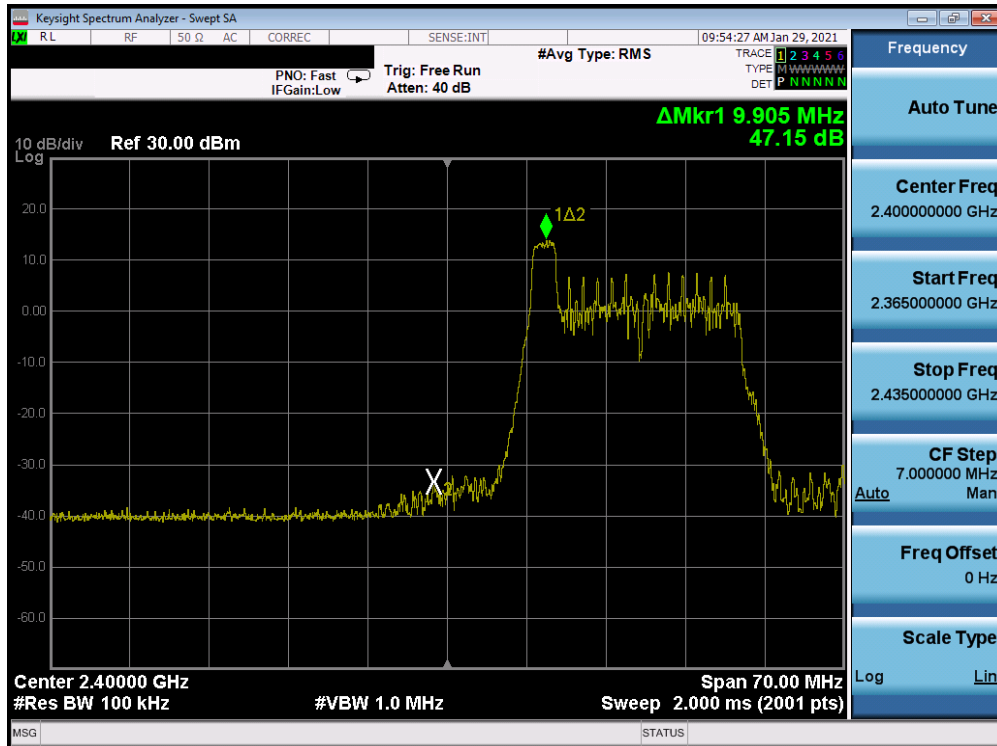 Keysight Spectrum Analyzer - Swept SA
LXI RL RF 50 Ω AC CORREC SENSE:INT 09:54:27 AM Jan 29, 2021
#Avg Type: RMS TRACE 1 2 3 4 5 6
PNO: Fast Trig: Free Run TYPE M WWWWW
IFGain:Low Atten: 40 dB DET P N N N N N
ΔMkr1 9.905 MHz
47.15 dB
10 dB/div Ref 30.00 dBm
Log
20.0
10.0
0.00
-10.0
-20.0
-30.0
-40.0
-50.0
-60.0
1Δ2
X2
Center 2.40000 GHz Span 70.00 MHz
#Res BW 100 kHz #VBW 1.0 MHz Sweep 2.000 ms (2001 pts)
MSG STATUS
Frequency
Auto Tune
Center Freq
2.400000000 GHz
Start Freq
2.365000000 GHz
Stop Freq
2.435000000 GHz
CF Step
7.000000 MHz
Auto Man
Freq Offset
0 Hz
Scale Type
Log Lin